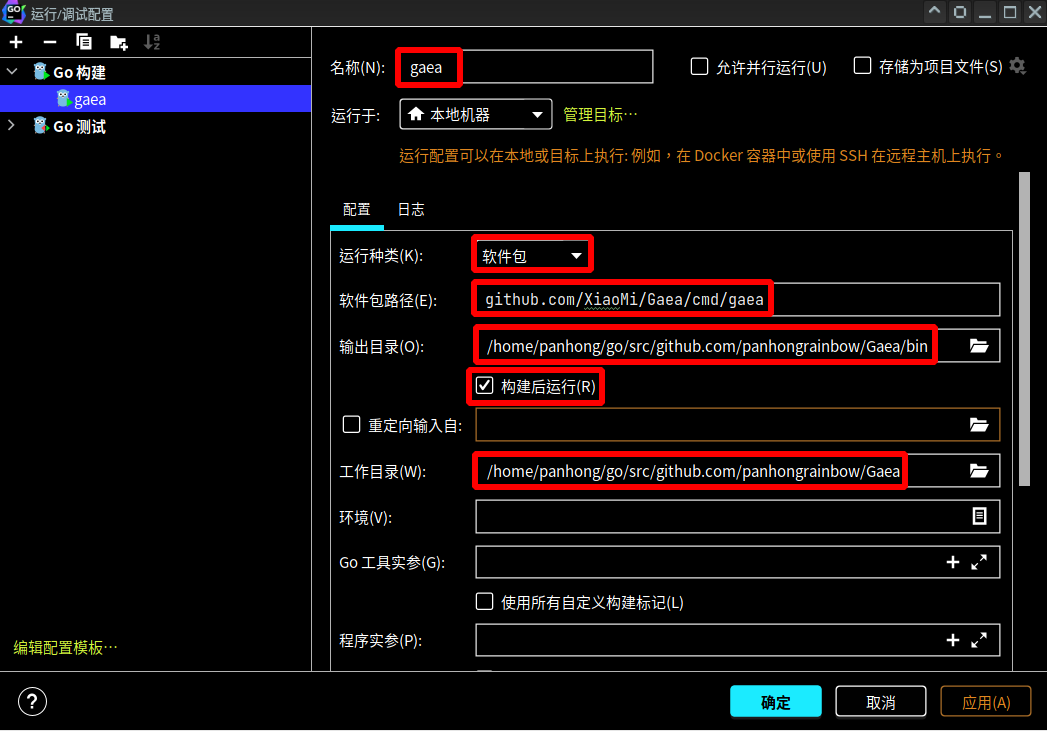 GO 运行/调试配置
Go 构建
gaea
Go 测试
编辑配置模板…
名称(N): gaea
允许并行运行(U)
存储为项目文件(S)
运行于: 本地机器 管理目标…
运行配置可以在本地或目标上执行: 例如，在 Docker 容器中或使用 SSH 在远程主机上执行。
配置 日志
运行种类(K): 软件包
软件包路径(E): github.com/XiaoMi/Gaea/cmd/gaea
输出目录(O): /home/panhong/go/src/github.com/panhongrainbow/Gaea/bin
构建后运行(R)
重定向输入自:
工作目录(W): /home/panhong/go/src/github.com/panhongrainbow/Gaea
环境(V):
Go 工具实参(G):
使用所有自定义构建标记(L)
程序实参(P):
? 确定 取消 应用(A)